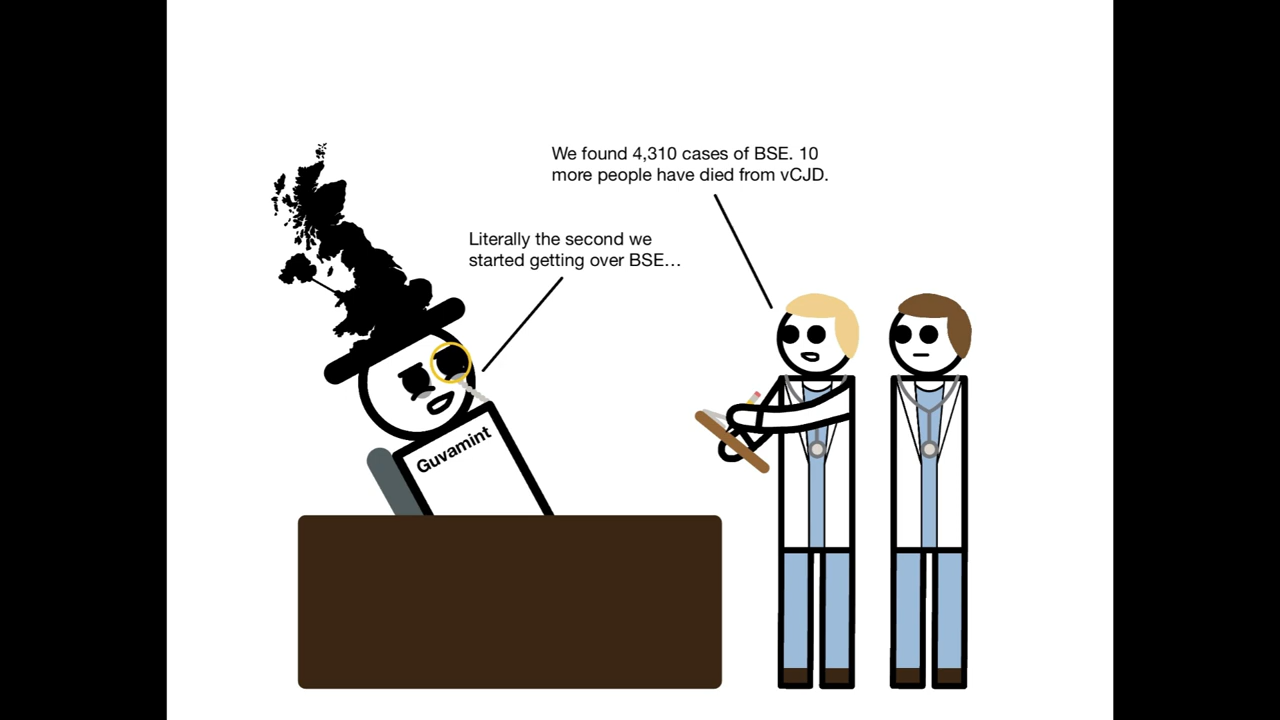 We found 4,310 cases of BSE. 10
more people have died from vCJD.
Literally the second we
started getting over BSE…
Guvamint